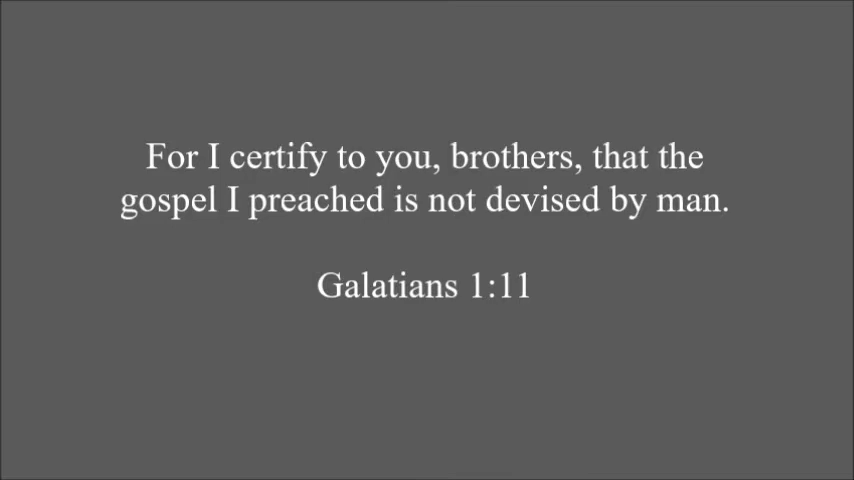 For I certify to you, brothers, that the
gospel I preached is not devised by man.
Galatians 1:11